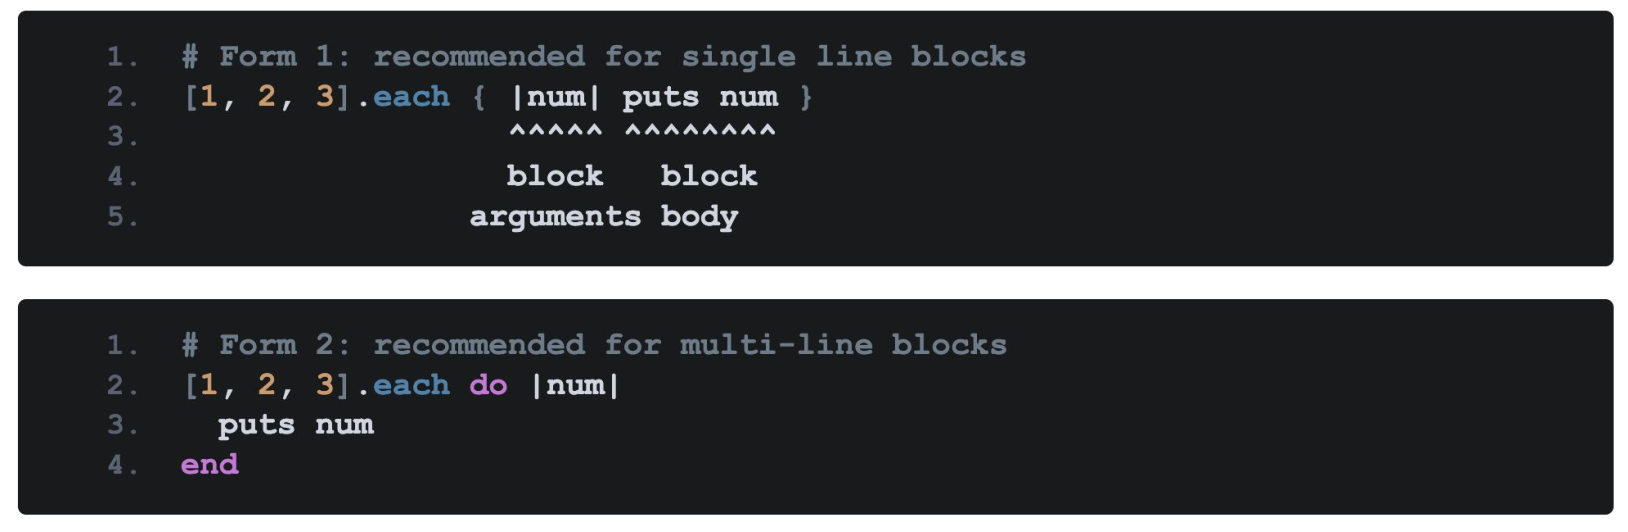 1. # Form 1: recommended for single line blocks
2. [1, 2, 3].each { |num| puts num }
3.                  ^^^^^ ^^^^^^^^
4.                  block   block
5.                arguments body
1. # Form 2: recommended for multi-line blocks
2. [1, 2, 3].each do |num|
3.   puts num
4. end